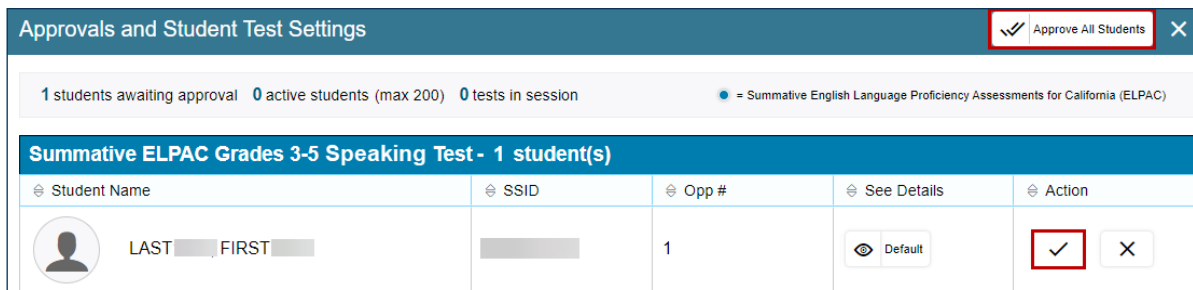 Approvals and Student Test Settings Approve All Students
1 students awaiting approval 0 active students (max 200) 0 tests in session = Summative English Language Proficiency Assessments for California (ELPAC)
Summative ELPAC Grades 3-5 Speaking Test - 1 student(s)
Student Name SSID Opp # See Details Action
LAST , FIRST 1 Default